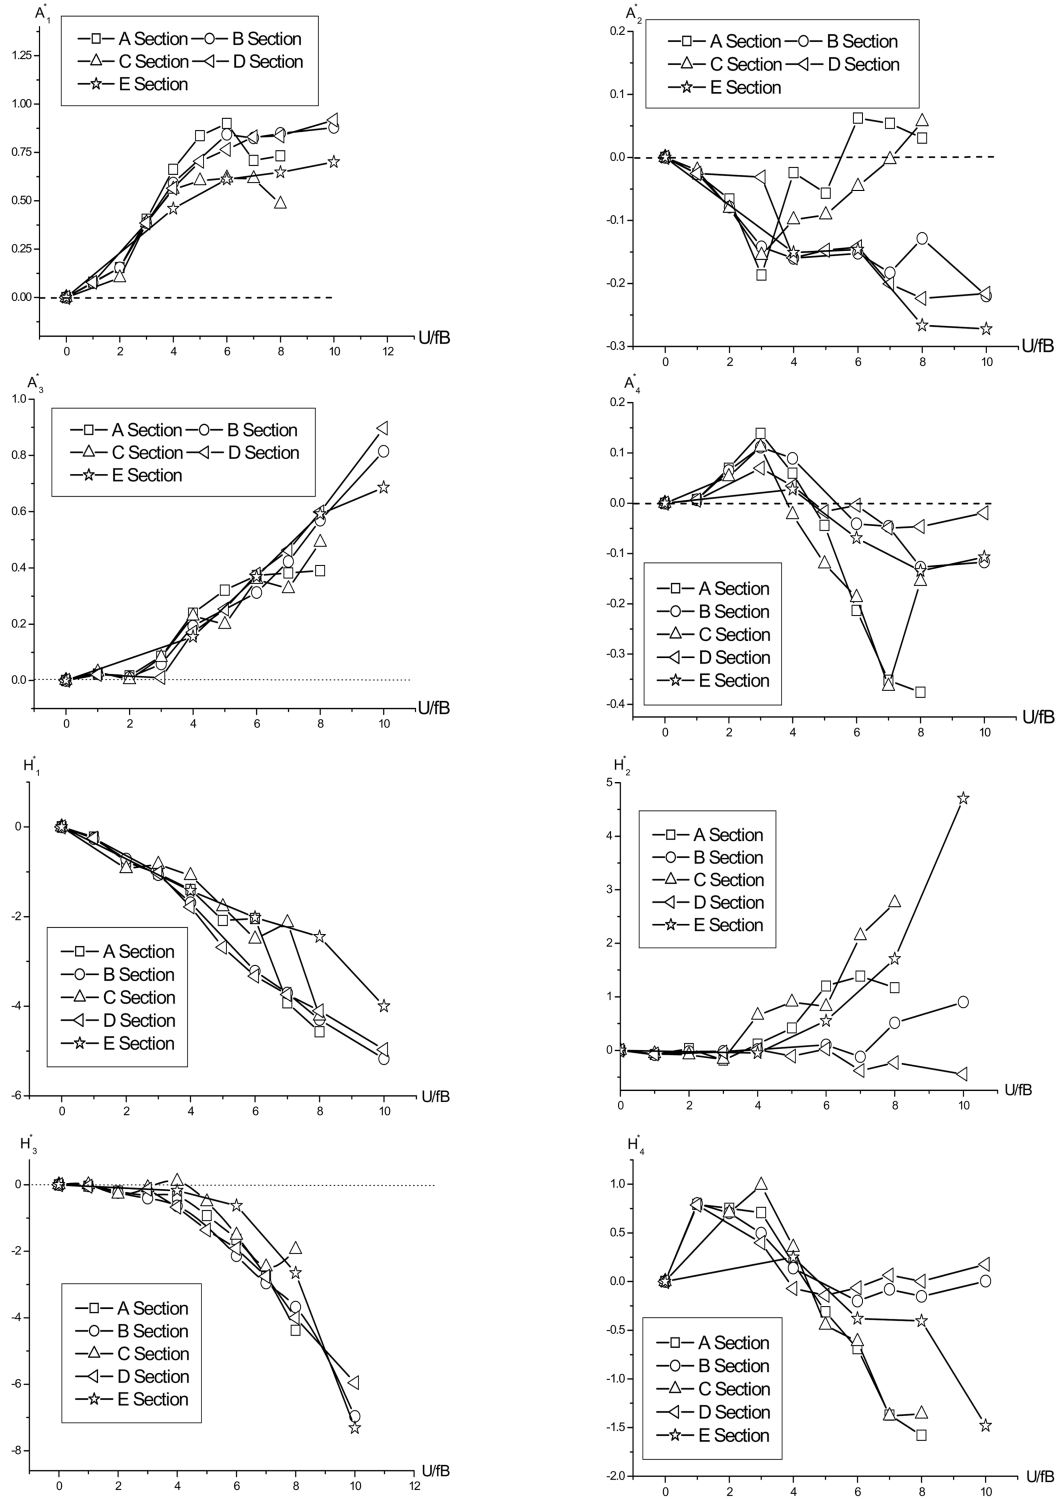 A*1
A Section B Section
C Section D Section
E Section
1.25
1.00
0.75
0.50
0.25
0.00
0 2 4 6 8 10 12 U/fB
A*2
A Section B Section
C Section D Section
E Section
0.2
0.1
0.0
-0.1
-0.2
-0.3
0 2 4 6 8 10 U/fB
A*3
A Section B Section
C Section D Section
E Section
1.0
0.8
0.6
0.4
0.2
0.0
0 2 4 6 8 10 U/fB
A*4
0.2
0.1
0.0
-0.1
-0.2
-0.3
-0.4
A Section
B Section
C Section
D Section
E Section
0 2 4 6 8 10 U/fB
H*1
0
-2
-4
-6
A Section
B Section
C Section
D Section
E Section
0 2 4 6 8 10 U/fB
H*2
5
4
3
2
1
0
A Section
B Section
C Section
D Section
E Section
0 2 4 6 8 10 U/fB
H*3
0
-2
-4
-6
-8
A Section
B Section
C Section
D Section
E Section
0 2 4 6 8 10 12 U/fB
H*4
1.0
0.5
0.0
-0.5
-1.0
-1.5
-2.0
A Section
B Section
C Section
D Section
E Section
0 2 4 6 8 10 U/fB